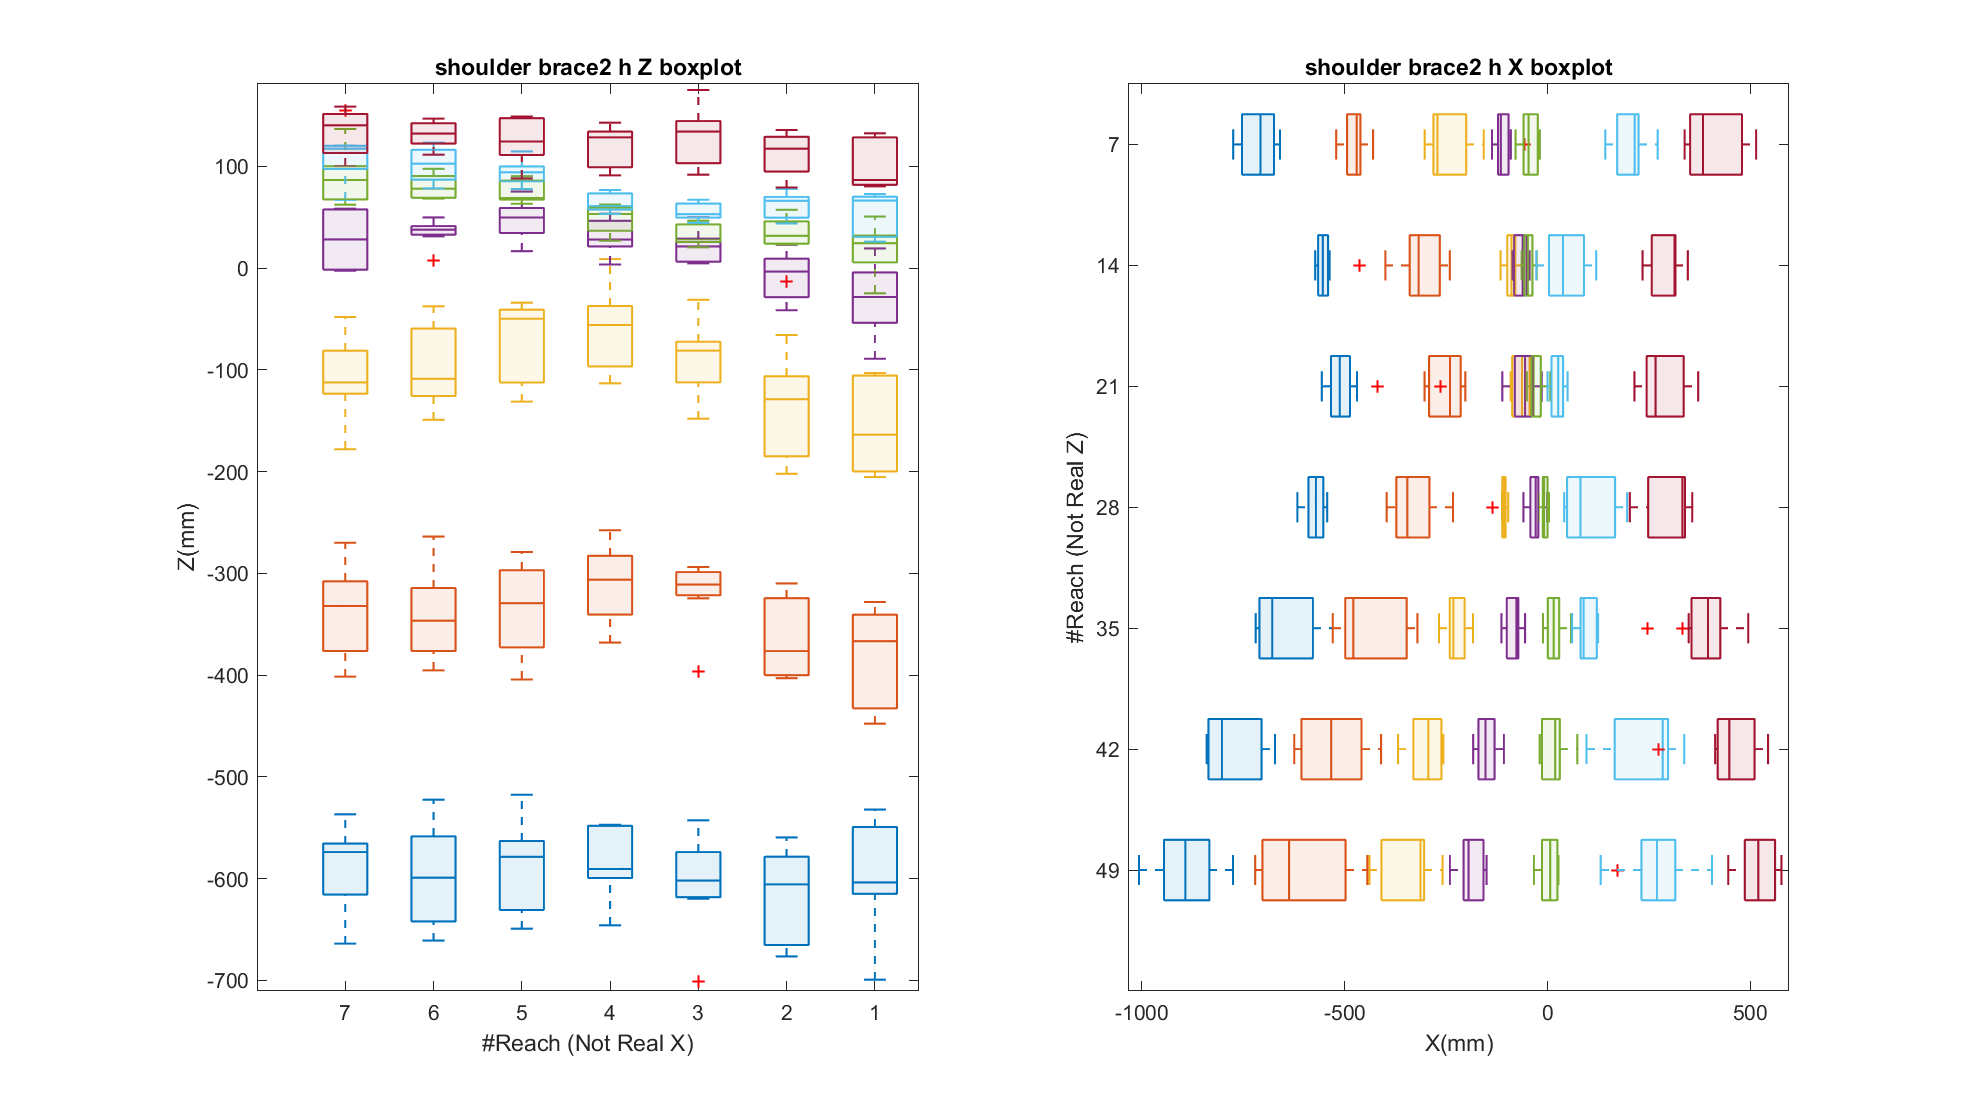 shoulder brace2 h Z boxplot
100
0
-100
-200
-300
-400
-500
-600
-700
Z(mm)
7 6 5 4 3 2 1
#Reach (Not Real X)
shoulder brace2 h X boxplot
7
14
21
28
35
42
49
#Reach (Not Real Z)
-1000 -500 0 500
X(mm)